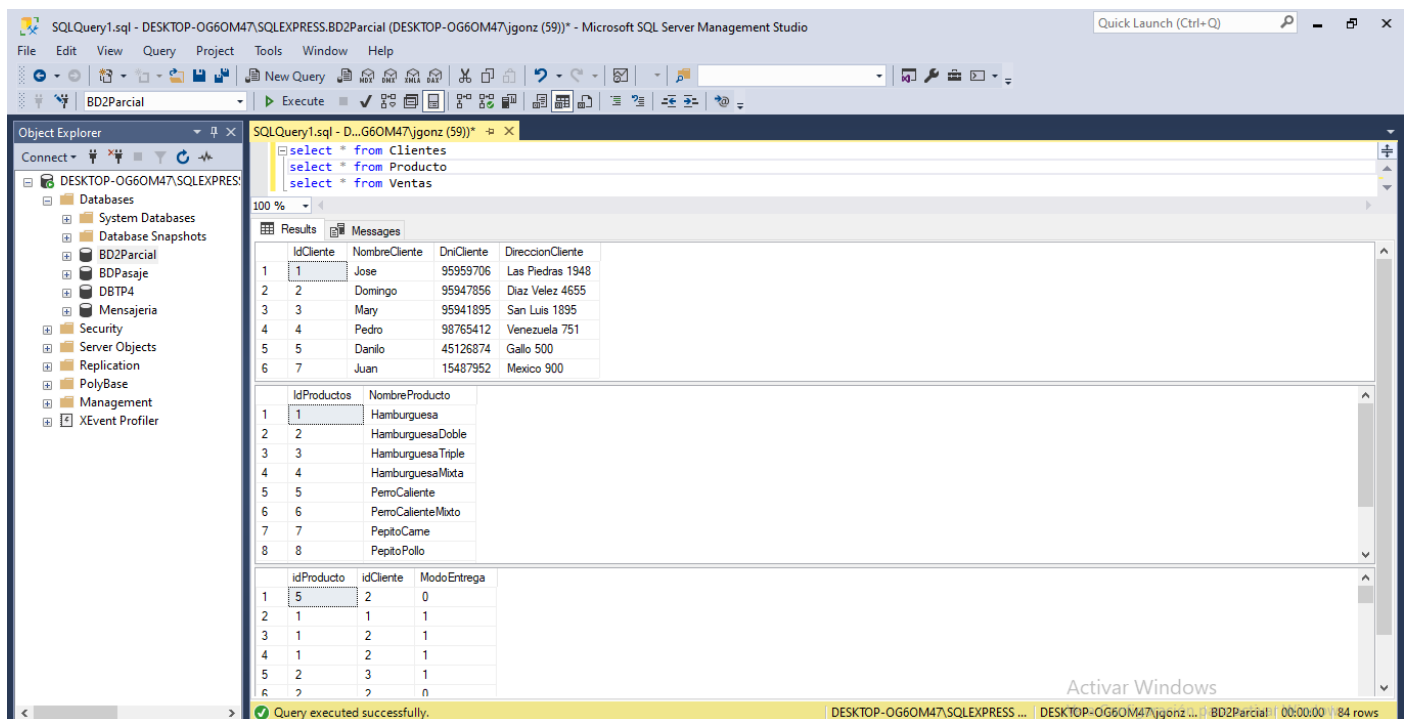 SQLQuery1.sql - DESKTOP-OG6OM47\SQLEXPRESS.BD2Parcial (DESKTOP-OG6OM47\jgonz (59))* - Microsoft SQL Server Management Studio
Quick Launch (Ctrl+Q)
File Edit View Query Project Tools Window Help
New Query
BD2Parcial Execute
Object Explorer
SQLQuery1.sql - D...G6OM47\jgonz (59))*
Connect
DESKTOP-OG6OM47\SQLEXPRES
Databases
System Databases
Database Snapshots
BD2Parcial
BDPasaje
DBTP4
Mensajeria
Security
Server Objects
Replication
PolyBase
Management
XEvent Profiler
select * from Clientes
select * from Producto
select * from Ventas
100 %
Results Messages
IdCliente NombreCliente DniCliente DireccionCliente
1 1 Jose 95959706 Las Piedras 1948
2 2 Domingo 95947856 Diaz Velez 4655
3 3 Mary 95941895 San Luis 1895
4 4 Pedro 98765412 Venezuela 751
5 5 Danilo 45126874 Gallo 500
6 7 Juan 15487952 Mexico 900
IdProductos NombreProducto
1 1 Hamburguesa
2 2 HamburguesaDoble
3 3 HamburguesaTriple
4 4 HamburguesaMixta
5 5 PerroCaliente
6 6 PerroCalienteMixto
7 7 PepitoCarne
8 8 PepitoPollo
idProducto idCliente ModoEntrega
1 5 2 0
2 1 1 1
3 1 2 1
4 1 2 1
5 2 3 1
6 2 2 0
Activar Windows
Query executed successfully.
DESKTOP-OG6OM47\SQLEXPRESS ... DESKTOP-OG6OM47\jgonz ... BD2Parcial 00:00:00 84 rows